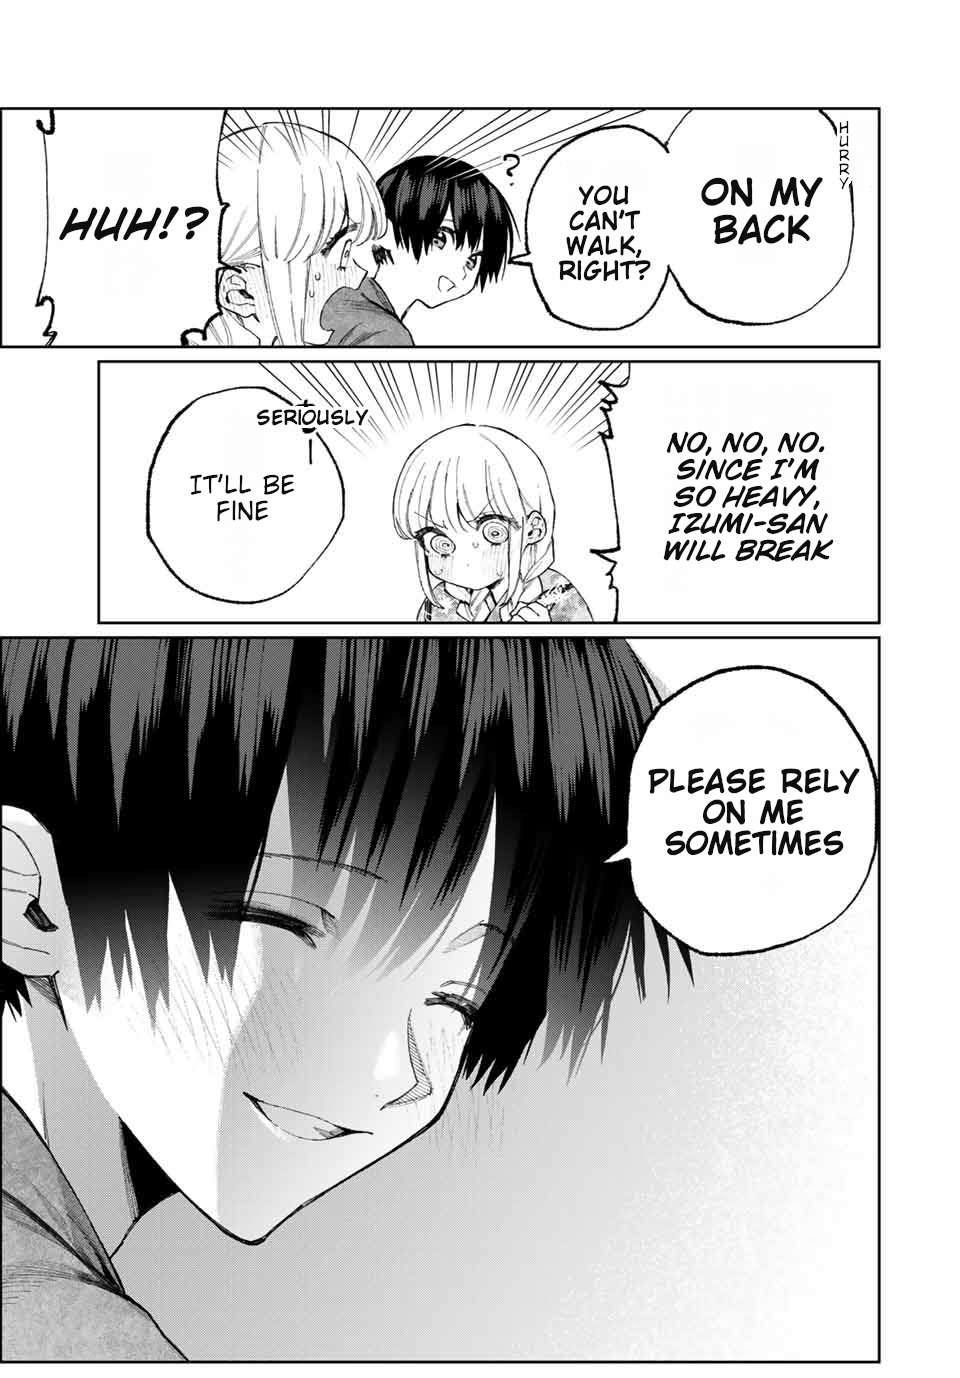 HURRY
ON MY
BACK
YOU
CAN'T
WALK,
RIGHT?
?
HUH!?
NO, NO, NO.
SINCE I'M
SO HEAVY,
IZUMI-SAN
WILL BREAK
SERIOUSLY
IT'LL BE
FINE
PLEASE RELY
ON ME
SOMETIMES